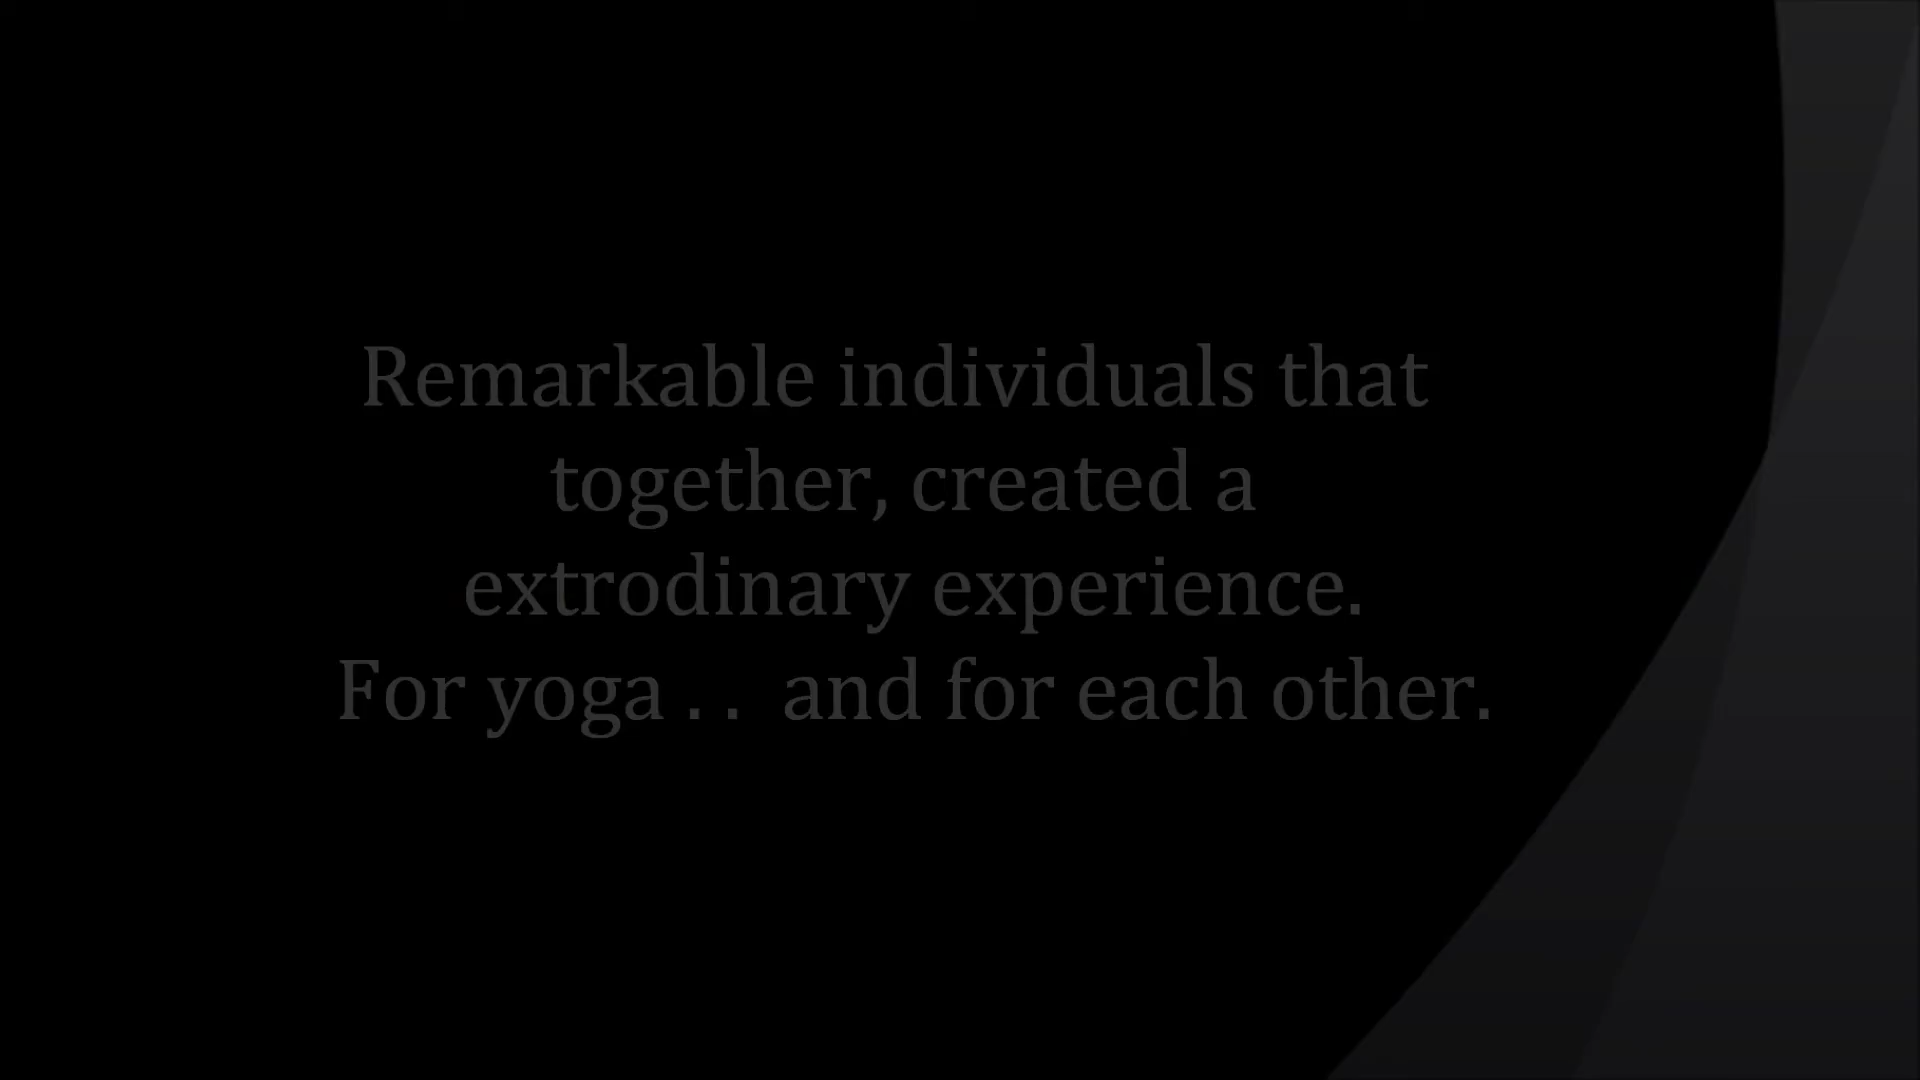 Remarkable individuals that
together, created a
extrodinary experience.
For yoga . .  and for each other.